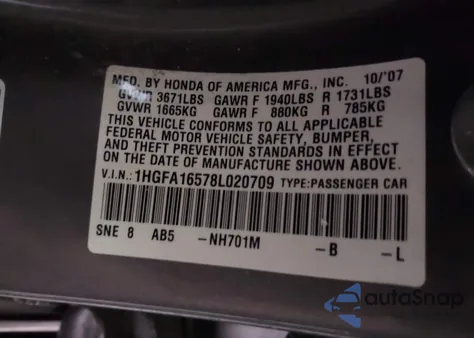 MFD. BY HONDA OF AMERICA MFG., INC. 10/'07
GVWR 3671LBS GAWR F 1940LBS R 1731LBS
GVWR 1665KG GAWR F 880KG R 785KG
THIS VEHICLE CONFORMS TO ALL APPLICABLE
FEDERAL MOTOR VEHICLE SAFETY, BUMPER,
AND THEFT PREVENTION STANDARDS IN EFFECT
ON THE DATE OF MANUFACTURE SHOWN ABOVE.
V.I.N.: 1HGFA16578L020709 TYPE:PASSENGER CAR
SNE 8 AB5 -NH701M -B -L
autoSnap